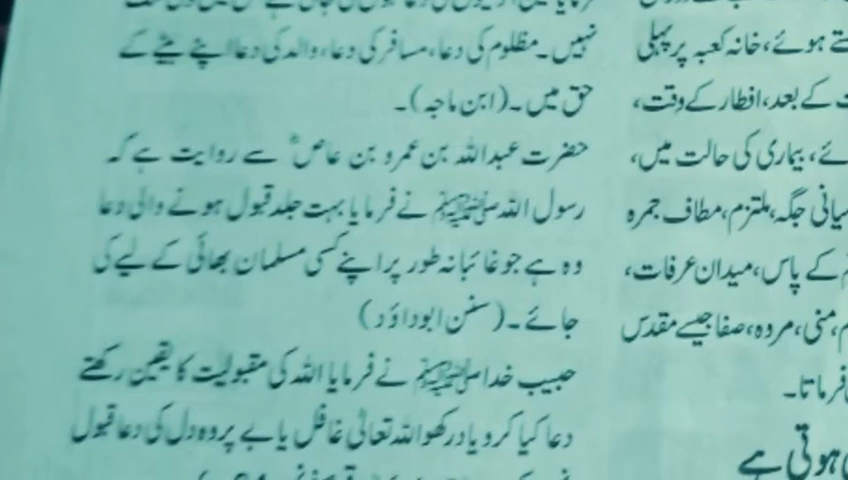 نہیں۔ مظلوم کی دعا، مسافر کی دعا، والد کی دعا اپنے بیٹے کے
حق میں۔ (ابن ماجہ)۔
حضرت عبداللہ بن عمرو بن عاصؓ سے روایت ہے کہ
رسول اللہ ﷺ نے فرمایا بہت جلد قبول ہونے والی دعا
وہ ہے جو غائبانہ طور پر اپنے کسی مسلمان بھائی کے لیے کی
جائے۔ (سنن ابوداؤد)
حبیب خدا ﷺ نے فرمایا اللہ کی مقبولیت کا یقین رکھتے
دعا کیا کرو یاد رکھو اللہ تعالیٰ غافل یا بے پروہ دل کی دعا قبول
ہوئے، خانہ کعبہ پر پہلی
کے بعد، افطار کے وقت،
بیماری کی حالت میں،
جگہ، ملتزم، مطاف جمرہ
کے پاس، میدان عرفات،
منی، مروہ، صفا جیسے مقدس
فرماتا۔
ہوتی ہے